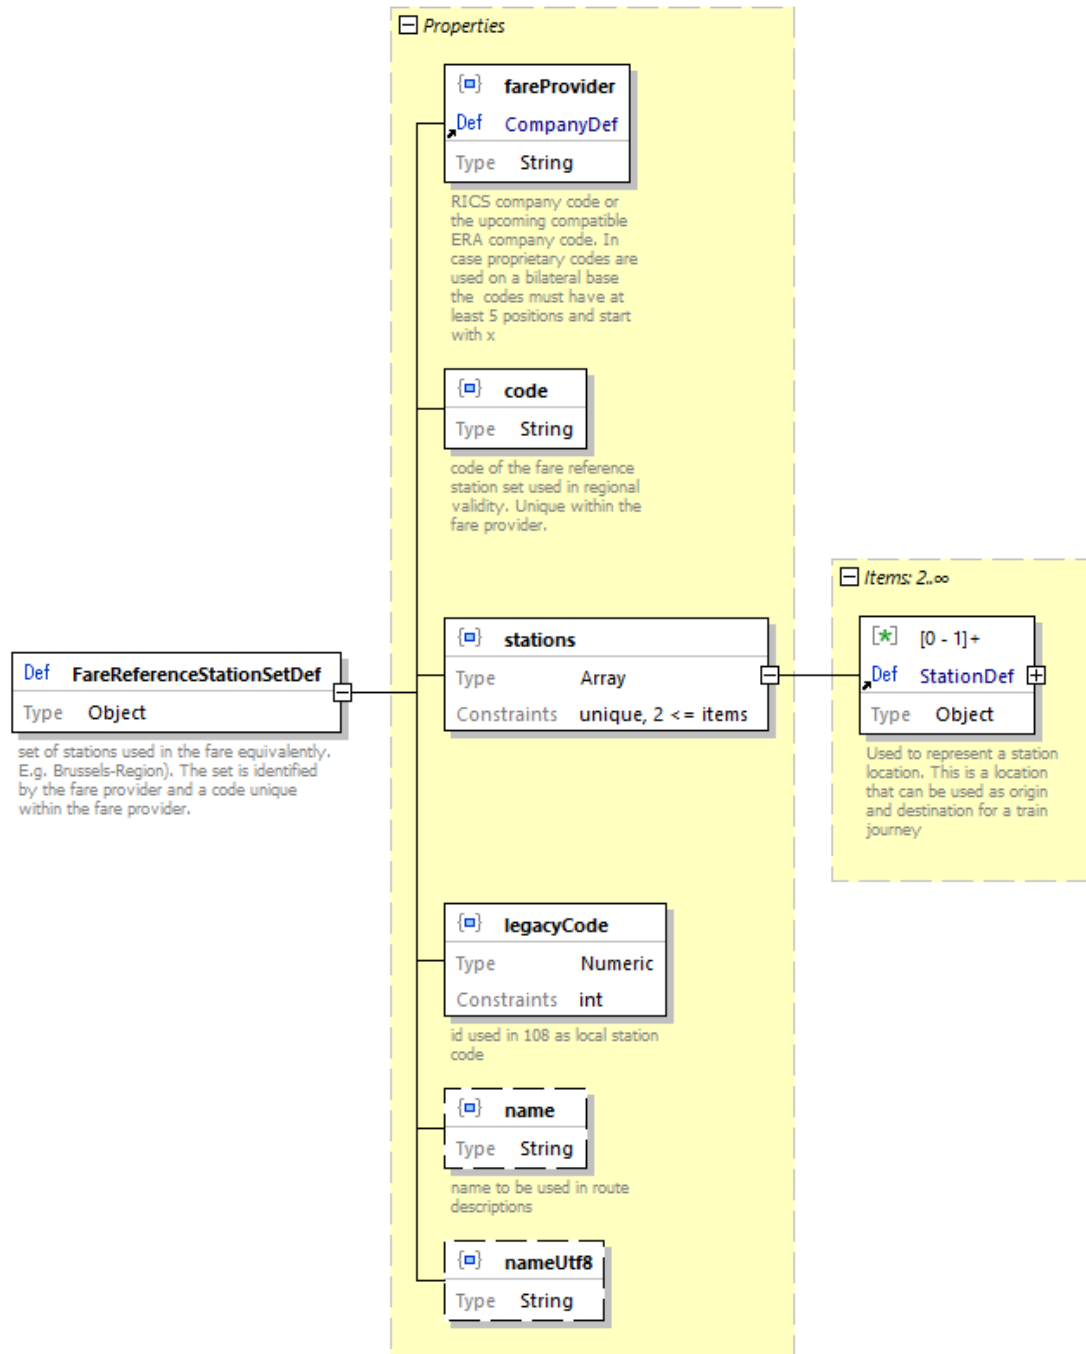 Properties
fareProvider
Def CompanyDef
Type String
RICS company code or
the upcoming compatible
ERA company code. In
case proprietary codes are
used on a bilateral base
the codes must have at
least 5 positions and start
with x
code
Type String
code of the fare reference
station set used in regional
validity. Unique within the
fare provider.
Def FareReferenceStationSetDef
Type Object
set of stations used in the fare equivalently.
E.g. Brussels-Region). The set is identified
by the fare provider and a code unique
within the fare provider.
stations
Type Array
Constraints unique, 2 <= items
Items: 2..∞
[*] [0 - 1]+
Def StationDef
Type Object
Used to represent a station
location. This is a location
that can be used as origin
and destination for a train
journey
legacyCode
Type Numeric
Constraints int
id used in 108 as local station
code
name
Type String
name to be used in route
descriptions
nameUtf8
Type String